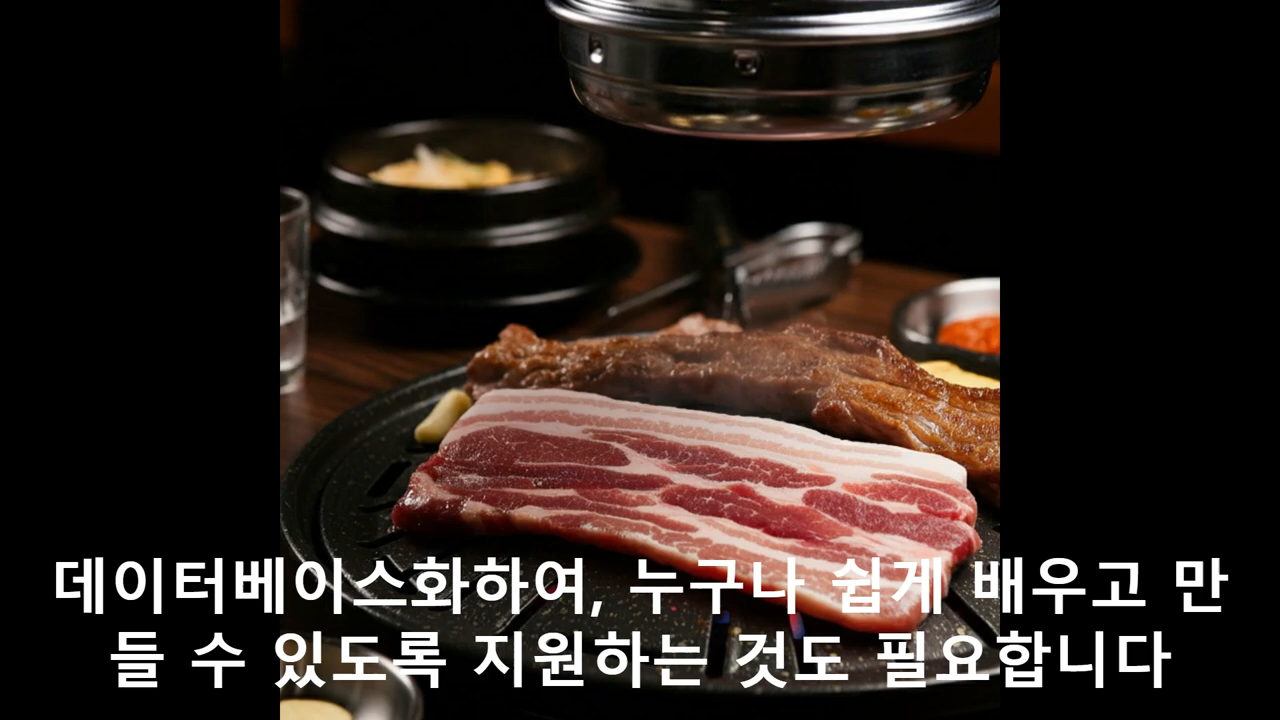 데이터베이스화하여, 누구나 쉽게 배우고 만
들 수 있도록 지원하는 것도 필요합니다